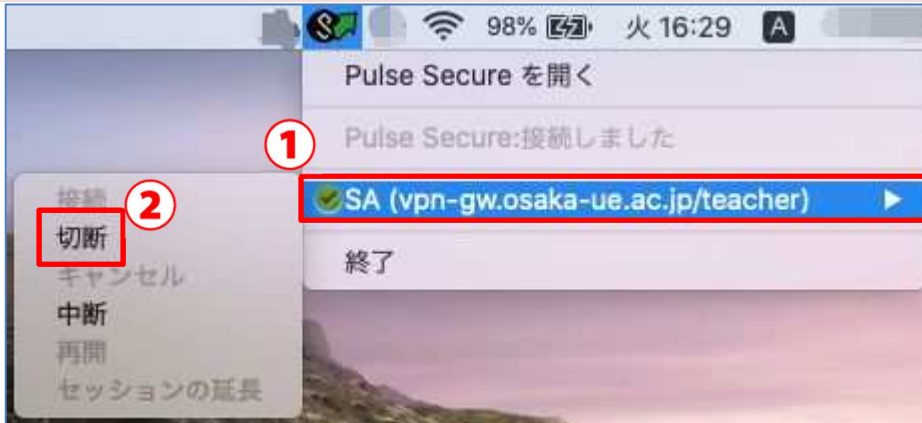 98% 火 16:29 A
Pulse Secure を開く
Pulse Secure:接続しました
①
SA (vpn-gw.osaka-ue.ac.jp/teacher)
終了
接続
②
切断
キャンセル
中断
再開
セッションの延長